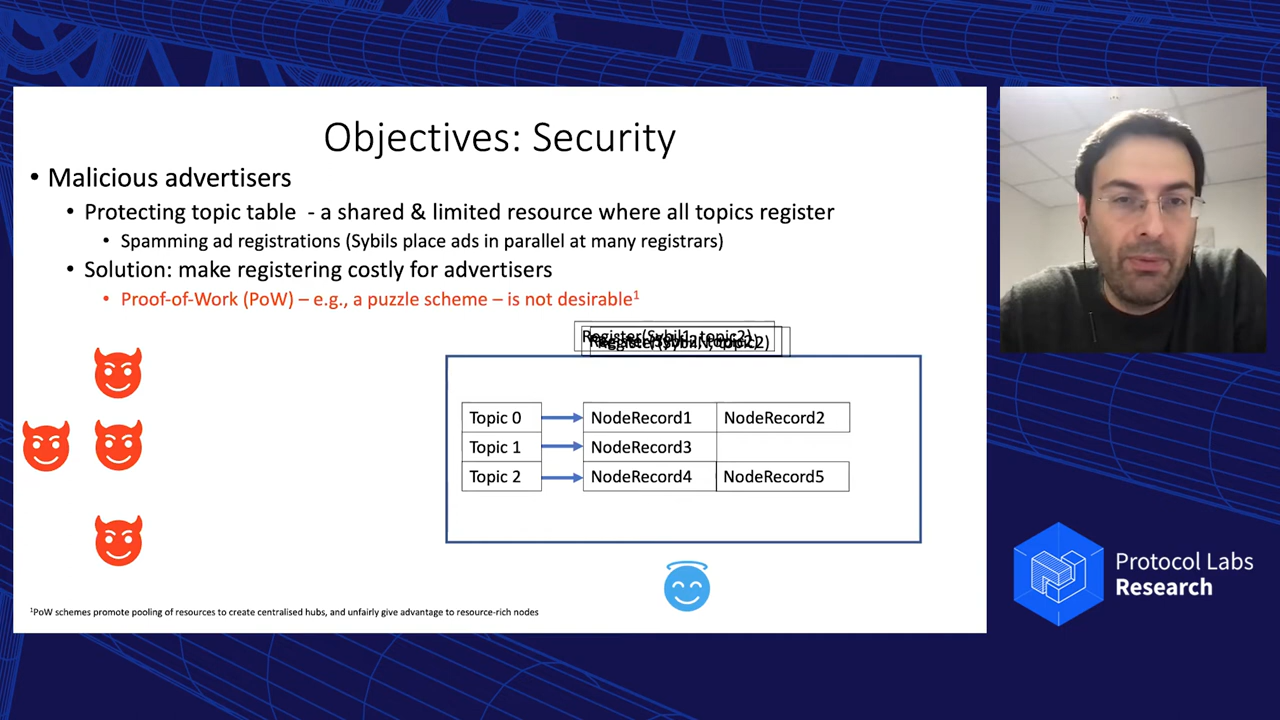 Objectives: Security
• Malicious advertisers
• Protecting topic table - a shared & limited resource where all topics register
• Spamming ad registrations (Sybils place ads in parallel at many registrars)
• Solution: make registering costly for advertisers
• Proof-of-Work (PoW) – e.g., a puzzle scheme – is not desirable1
Register(Sybil1, topic2)
Topic 0 NodeRecord1 NodeRecord2
Topic 1 NodeRecord3
Topic 2 NodeRecord4 NodeRecord5
1PoW schemes promote pooling of resources to create centralised hubs, and unfairly give advantage to resource-rich nodes
Protocol Labs
Research